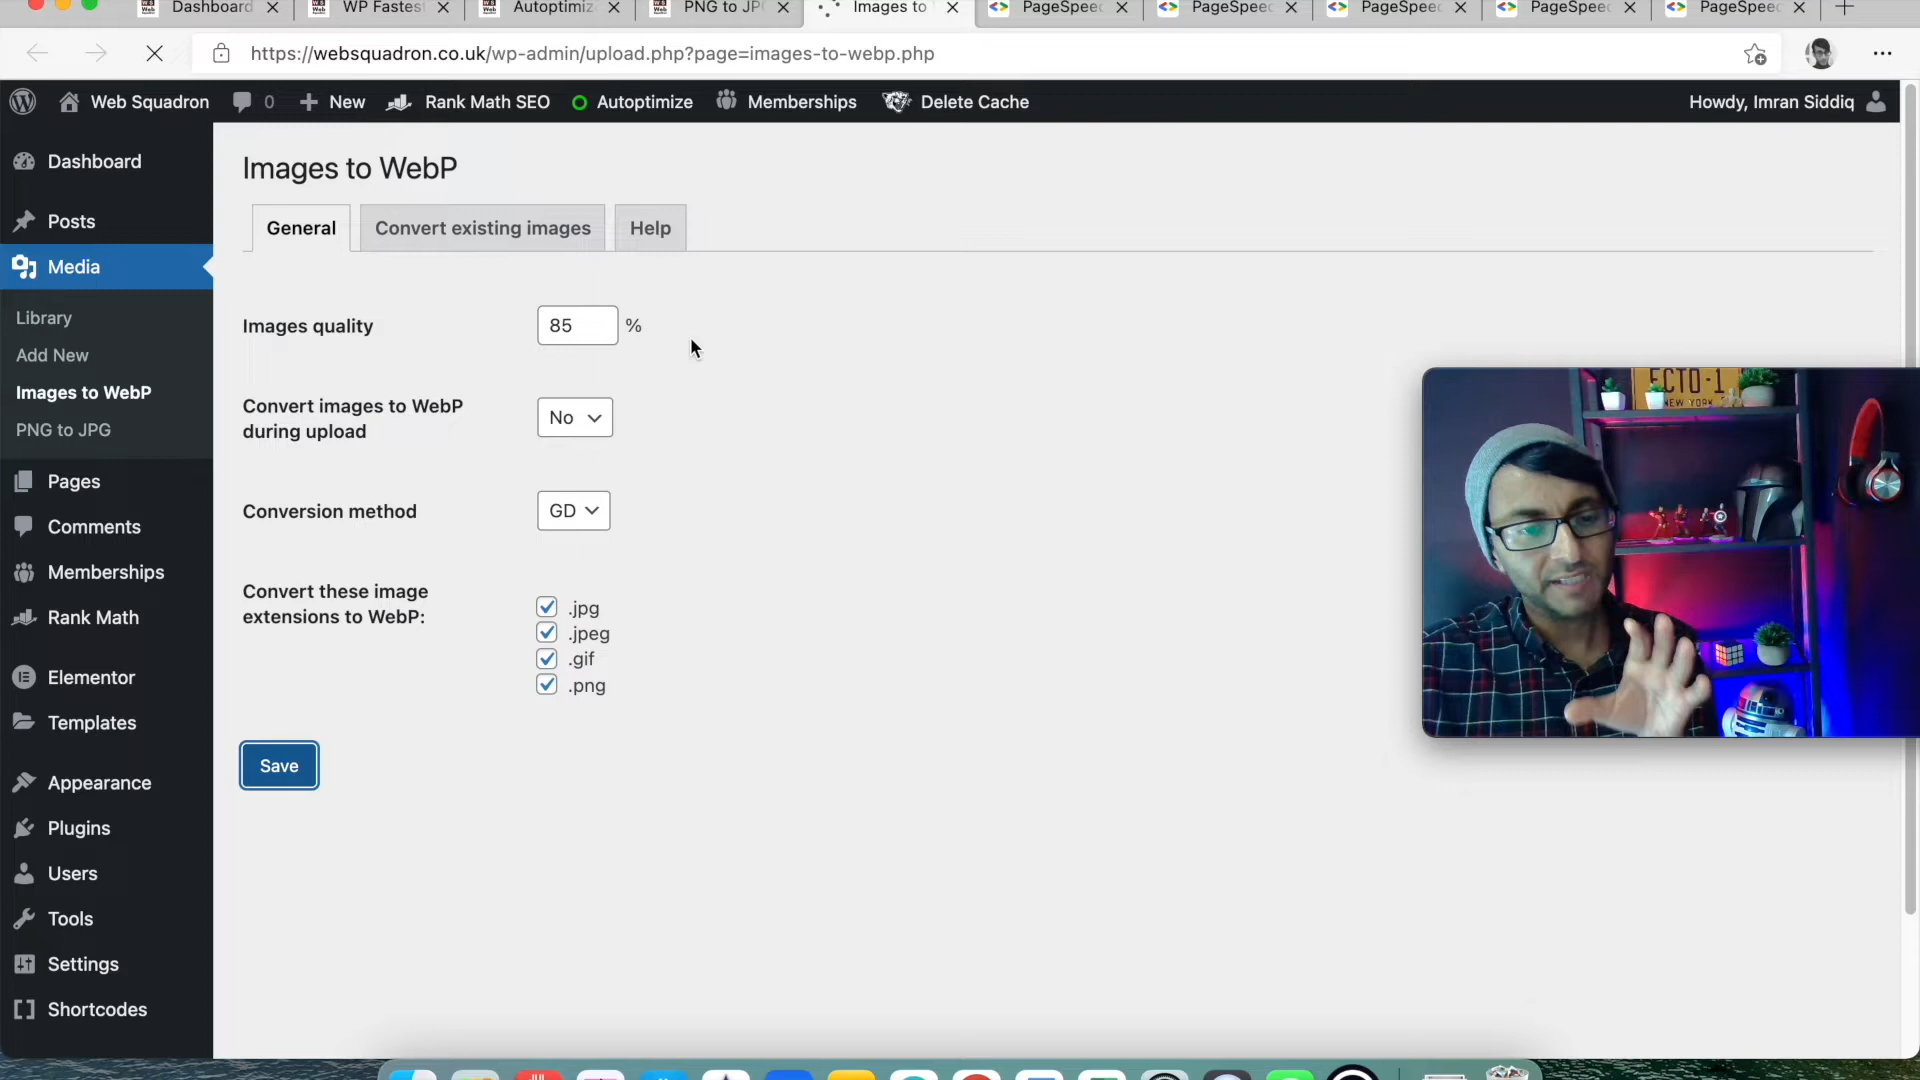 Dashboard
WP Fastes
Autoptimiz
PNG to JP
Images to
PageSpeed
PageSpeed
PageSpeed
PageSpeed
PageSpeed
https://websquadron.co.uk/wp-admin/upload.php?page=images-to-webp.php
Web Squadron
0
New
Rank Math SEO
Autoptimize
Memberships
Delete Cache
Howdy, Imran Siddiq
Dashboard
Posts
Media
Library
Add New
Images to WebP
PNG to JPG
Pages
Comments
Memberships
Rank Math
Elementor
Templates
Appearance
Plugins
Users
Tools
Settings
Shortcodes
Images to WebP
General
Convert existing images
Help
Images quality
85 %
Convert images to WebP
during upload
No
Conversion method
GD
Convert these image
extensions to WebP:
.jpg
.jpeg
.gif
.png
Save
ECTO-1
NEW YORK